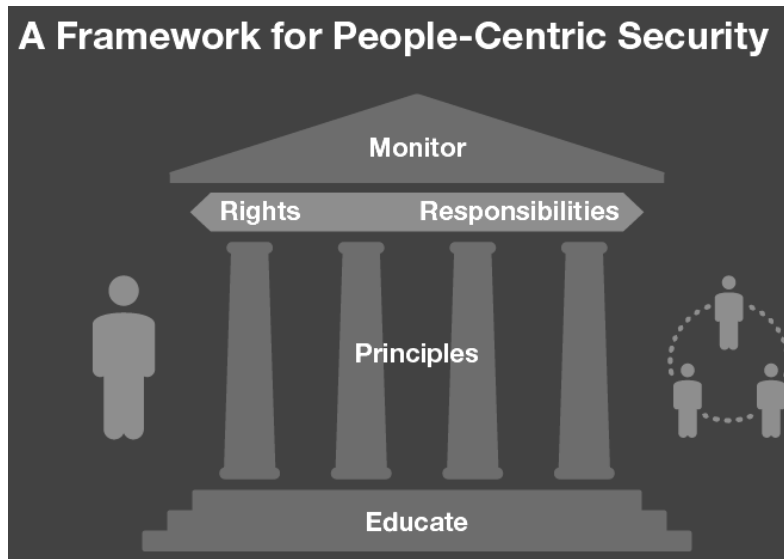 A Framework for People-Centric Security
Monitor
Rights Responsibilities
Principles
Educate